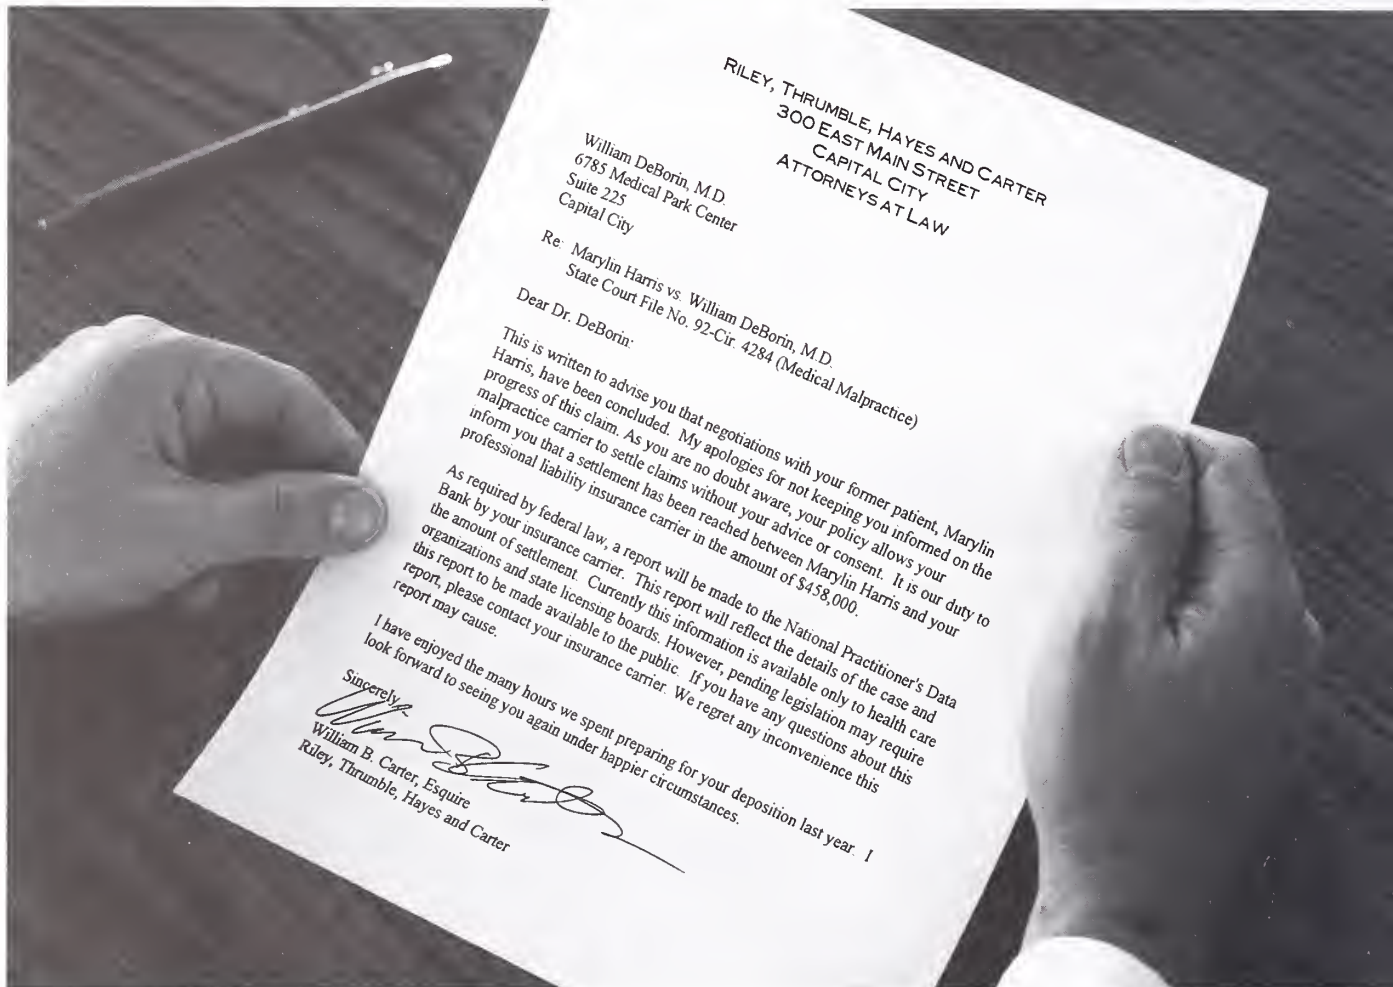 RILEY, THRUMBLE, HAYES AND CARTER
300 EAST MAIN STREET
CAPITAL CITY
ATTORNEYS AT LAW
William DeBorin, M.D.
6785 Medical Park Center
Suite 225
Capital City
Re: Marylin Harris vs. William DeBorin, M.D.
State Court File No. 92-Cir. 4284 (Medical Malpractice)
Dear Dr. DeBorin:
This is written to advise you that negotiations with your former patient, Marylin
Harris, have been concluded. My apologies for not keeping you informed on the
progress of this claim. As you are no doubt aware, your policy allows your
malpractice carrier to settle claims without your advice or consent. It is our duty to
inform you that a settlement has been reached between Marylin Harris and your
professional liability insurance carrier in the amount of $458,000.
As required by federal law, a report will be made to the National Practitioner's Data
Bank by your insurance carrier. This report will reflect the details of the case and
the amount of settlement. Currently this information is available only to health care
organizations and state licensing boards. However, pending legislation may require
this report to be made available to the public. If you have any questions about this
report, please contact your insurance carrier. We regret any inconvenience this
report may cause.
I have enjoyed the many hours we spent preparing for your deposition last year. I
look forward to seeing you again under happier circumstances.
Sincerely,
William B. Carter, Esquire
Riley, Thrumble, Hayes and Carter